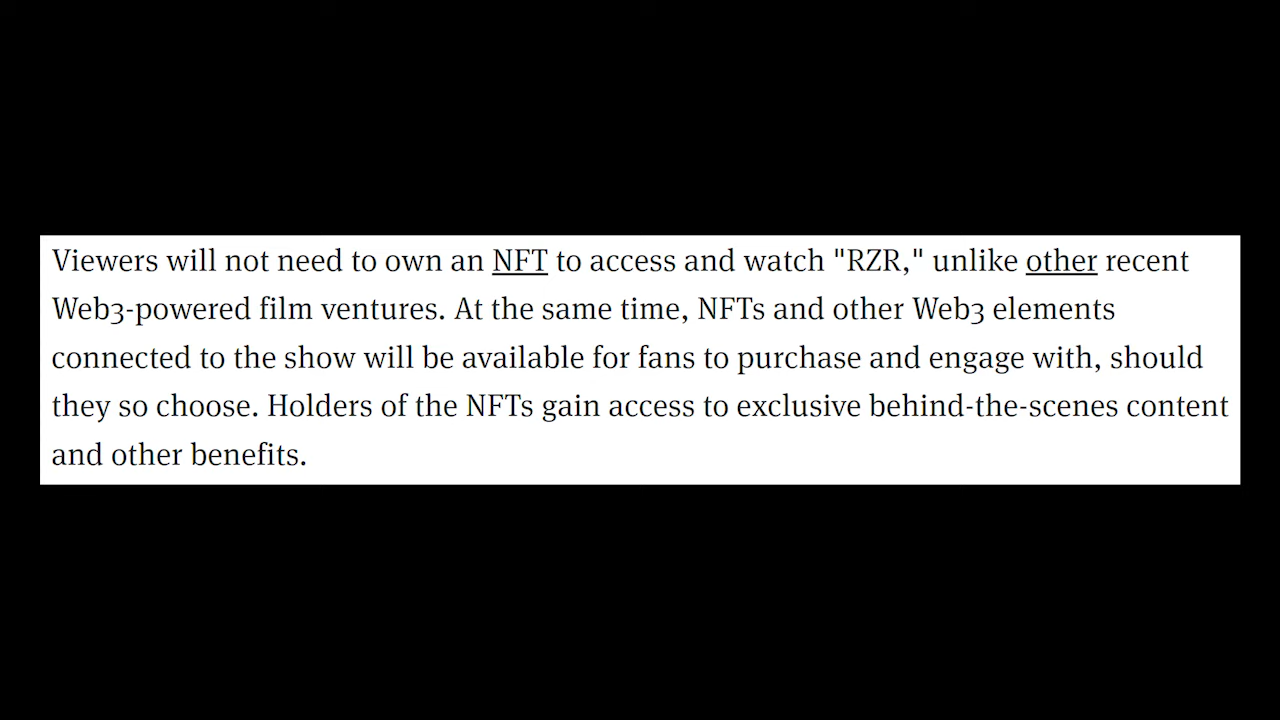 Viewers will not need to own an NFT to access and watch "RZR," unlike other recent
Web3-powered film ventures. At the same time, NFTs and other Web3 elements
connected to the show will be available for fans to purchase and engage with, should
they so choose. Holders of the NFTs gain access to exclusive behind-the-scenes content
and other benefits.